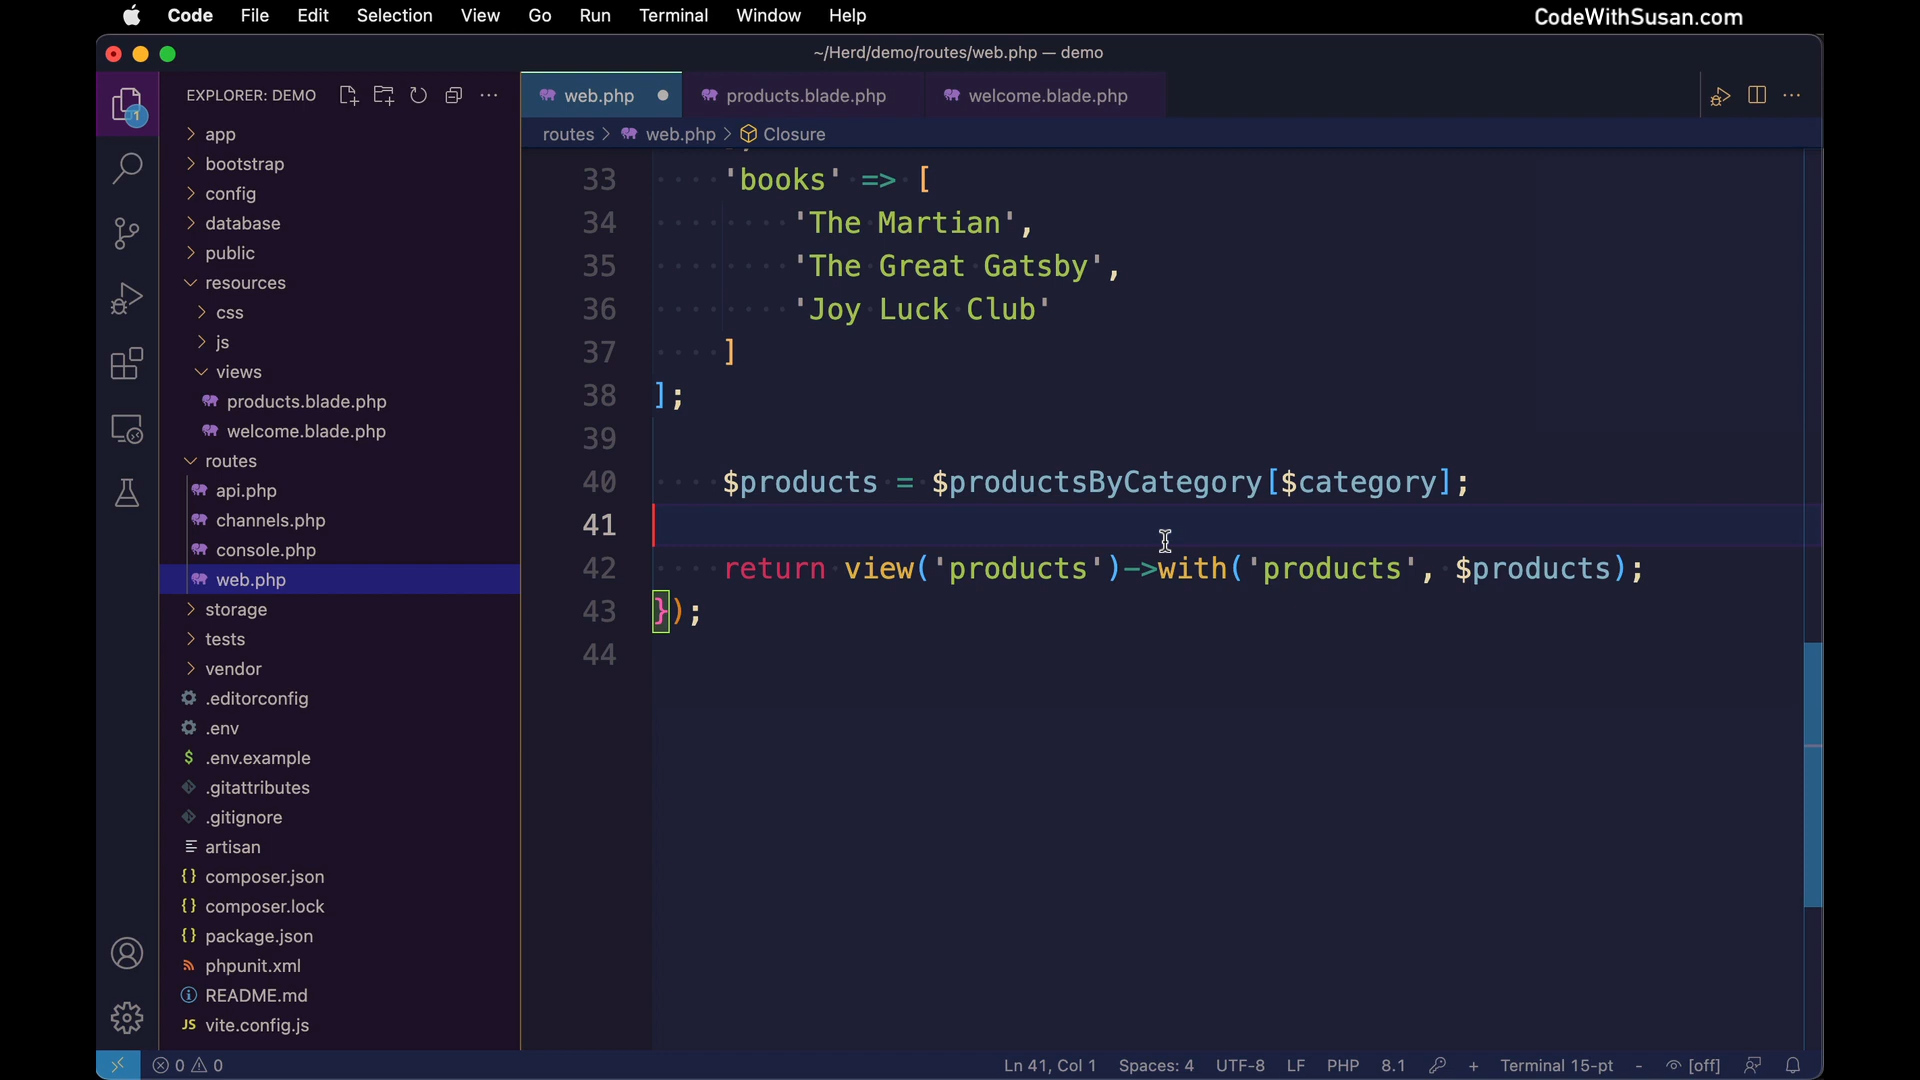 Code File Edit Selection View Go Run Terminal Window Help
CodeWithSusan.com
~/Herd/demo/routes/web.php — demo
EXPLORER: DEMO
app
bootstrap
config
database
public
resources
css
js
views
products.blade.php
welcome.blade.php
routes
api.php
channels.php
console.php
web.php
storage
tests
vendor
.editorconfig
.env
$ .env.example
.gitattributes
.gitignore
artisan
{} composer.json
{} composer.lock
{} package.json
phpunit.xml
README.md
JS vite.config.js
1
web.php products.blade.php welcome.blade.php
routes > web.php > Closure
33 'books' => [
34 'The Martian',
35 'The Great Gatsby',
36 'Joy Luck Club'
37 ]
38 ];
39
40 $products = $productsByCategory[$category];
41
42 return view('products')->with('products', $products);
43 });
44
0 0 Ln 41, Col 1 Spaces: 4 UTF-8 LF PHP 8.1 + Terminal 15-pt - [off]